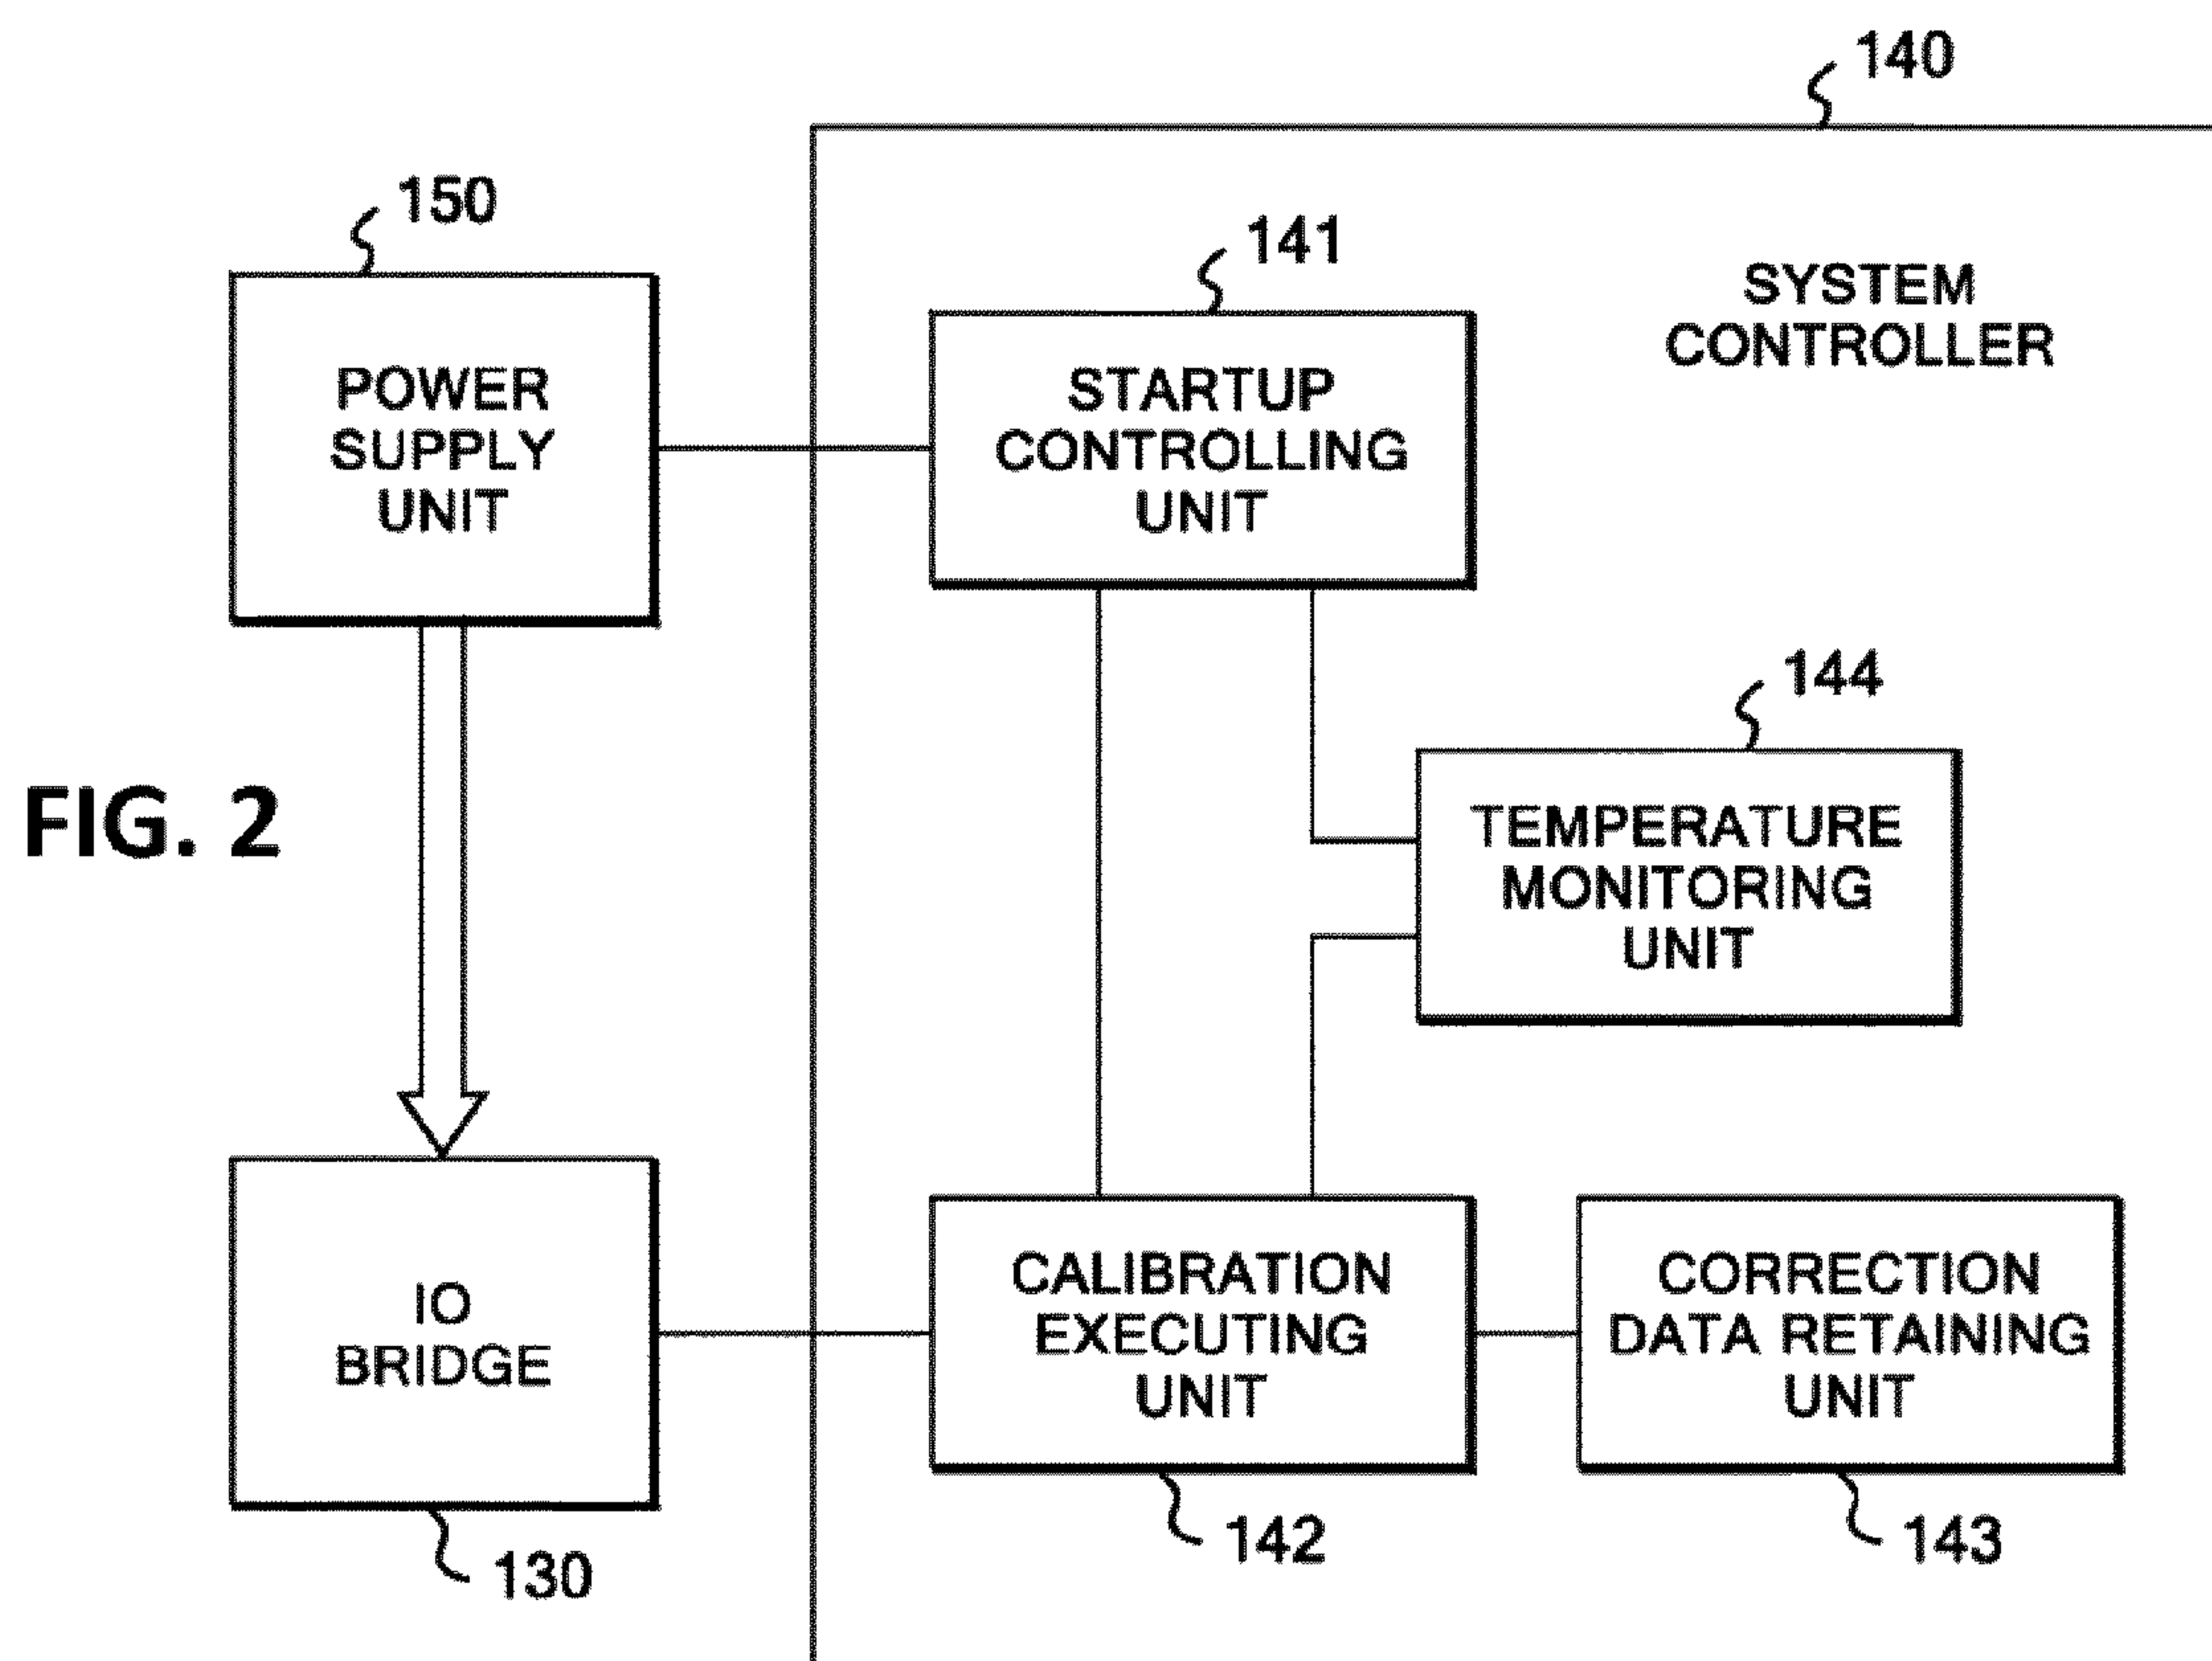 140
150
141
SYSTEM
CONTROLLER
POWER
SUPPLY
UNIT
STARTUP
CONTROLLING
UNIT
144
FIG. 2
TEMPERATURE
MONITORING
UNIT
IO
BRIDGE
CALIBRATION
EXECUTING
UNIT
CORRECTION
DATA RETAINING
UNIT
130
142
143